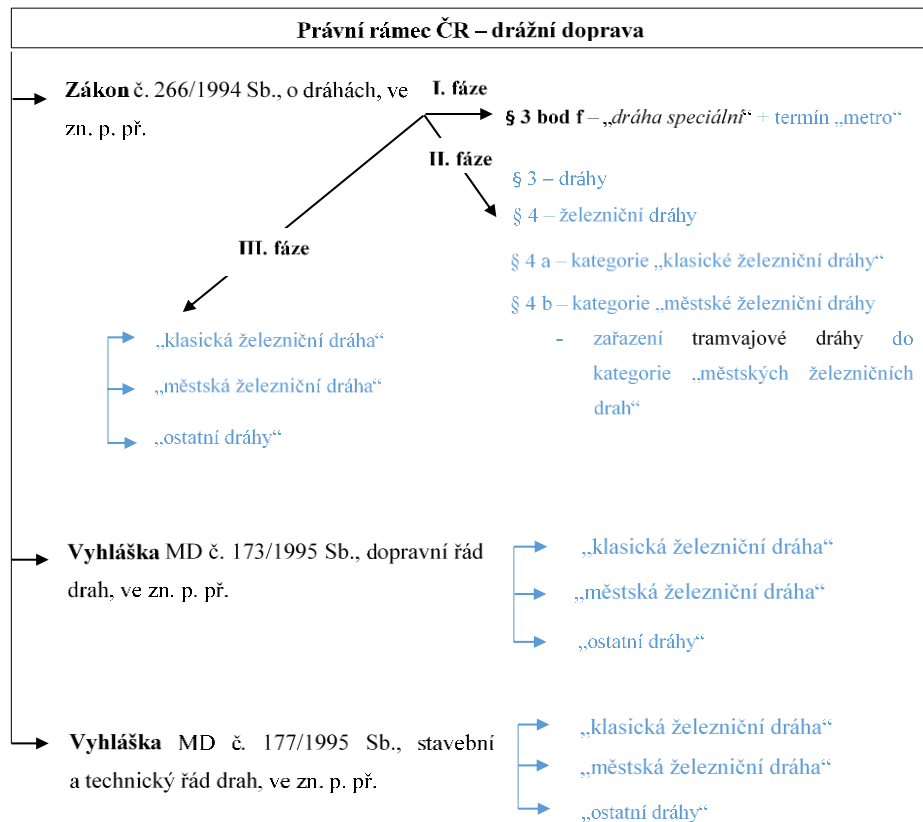 Právní rámec ČR – drážní doprava
Zákon č. 266/1994 Sb., o dráhách, ve
zn. p. př.
I. fáze
§ 3 bod f – „dráha speciální“ + termín „metro“
II. fáze
§ 3 – dráhy
§ 4 – železniční dráhy
§ 4 a – kategorie „klasické železniční dráhy“
§ 4 b – kategorie „městské železniční dráhy
- zařazení tramvajové dráhy do
kategorie „městských železničních
drah“
III. fáze
„klasická železniční dráha“
„městská železniční dráha“
„ostatní dráhy“
Vyhláška MD č. 173/1995 Sb., dopravní řád
drah, ve zn. p. př.
„klasická železniční dráha“
„městská železniční dráha“
„ostatní dráhy“
Vyhláška MD č. 177/1995 Sb., stavební
a technický řád drah, ve zn. p. př.
„klasická železniční dráha“
„městská železniční dráha“
„ostatní dráhy“